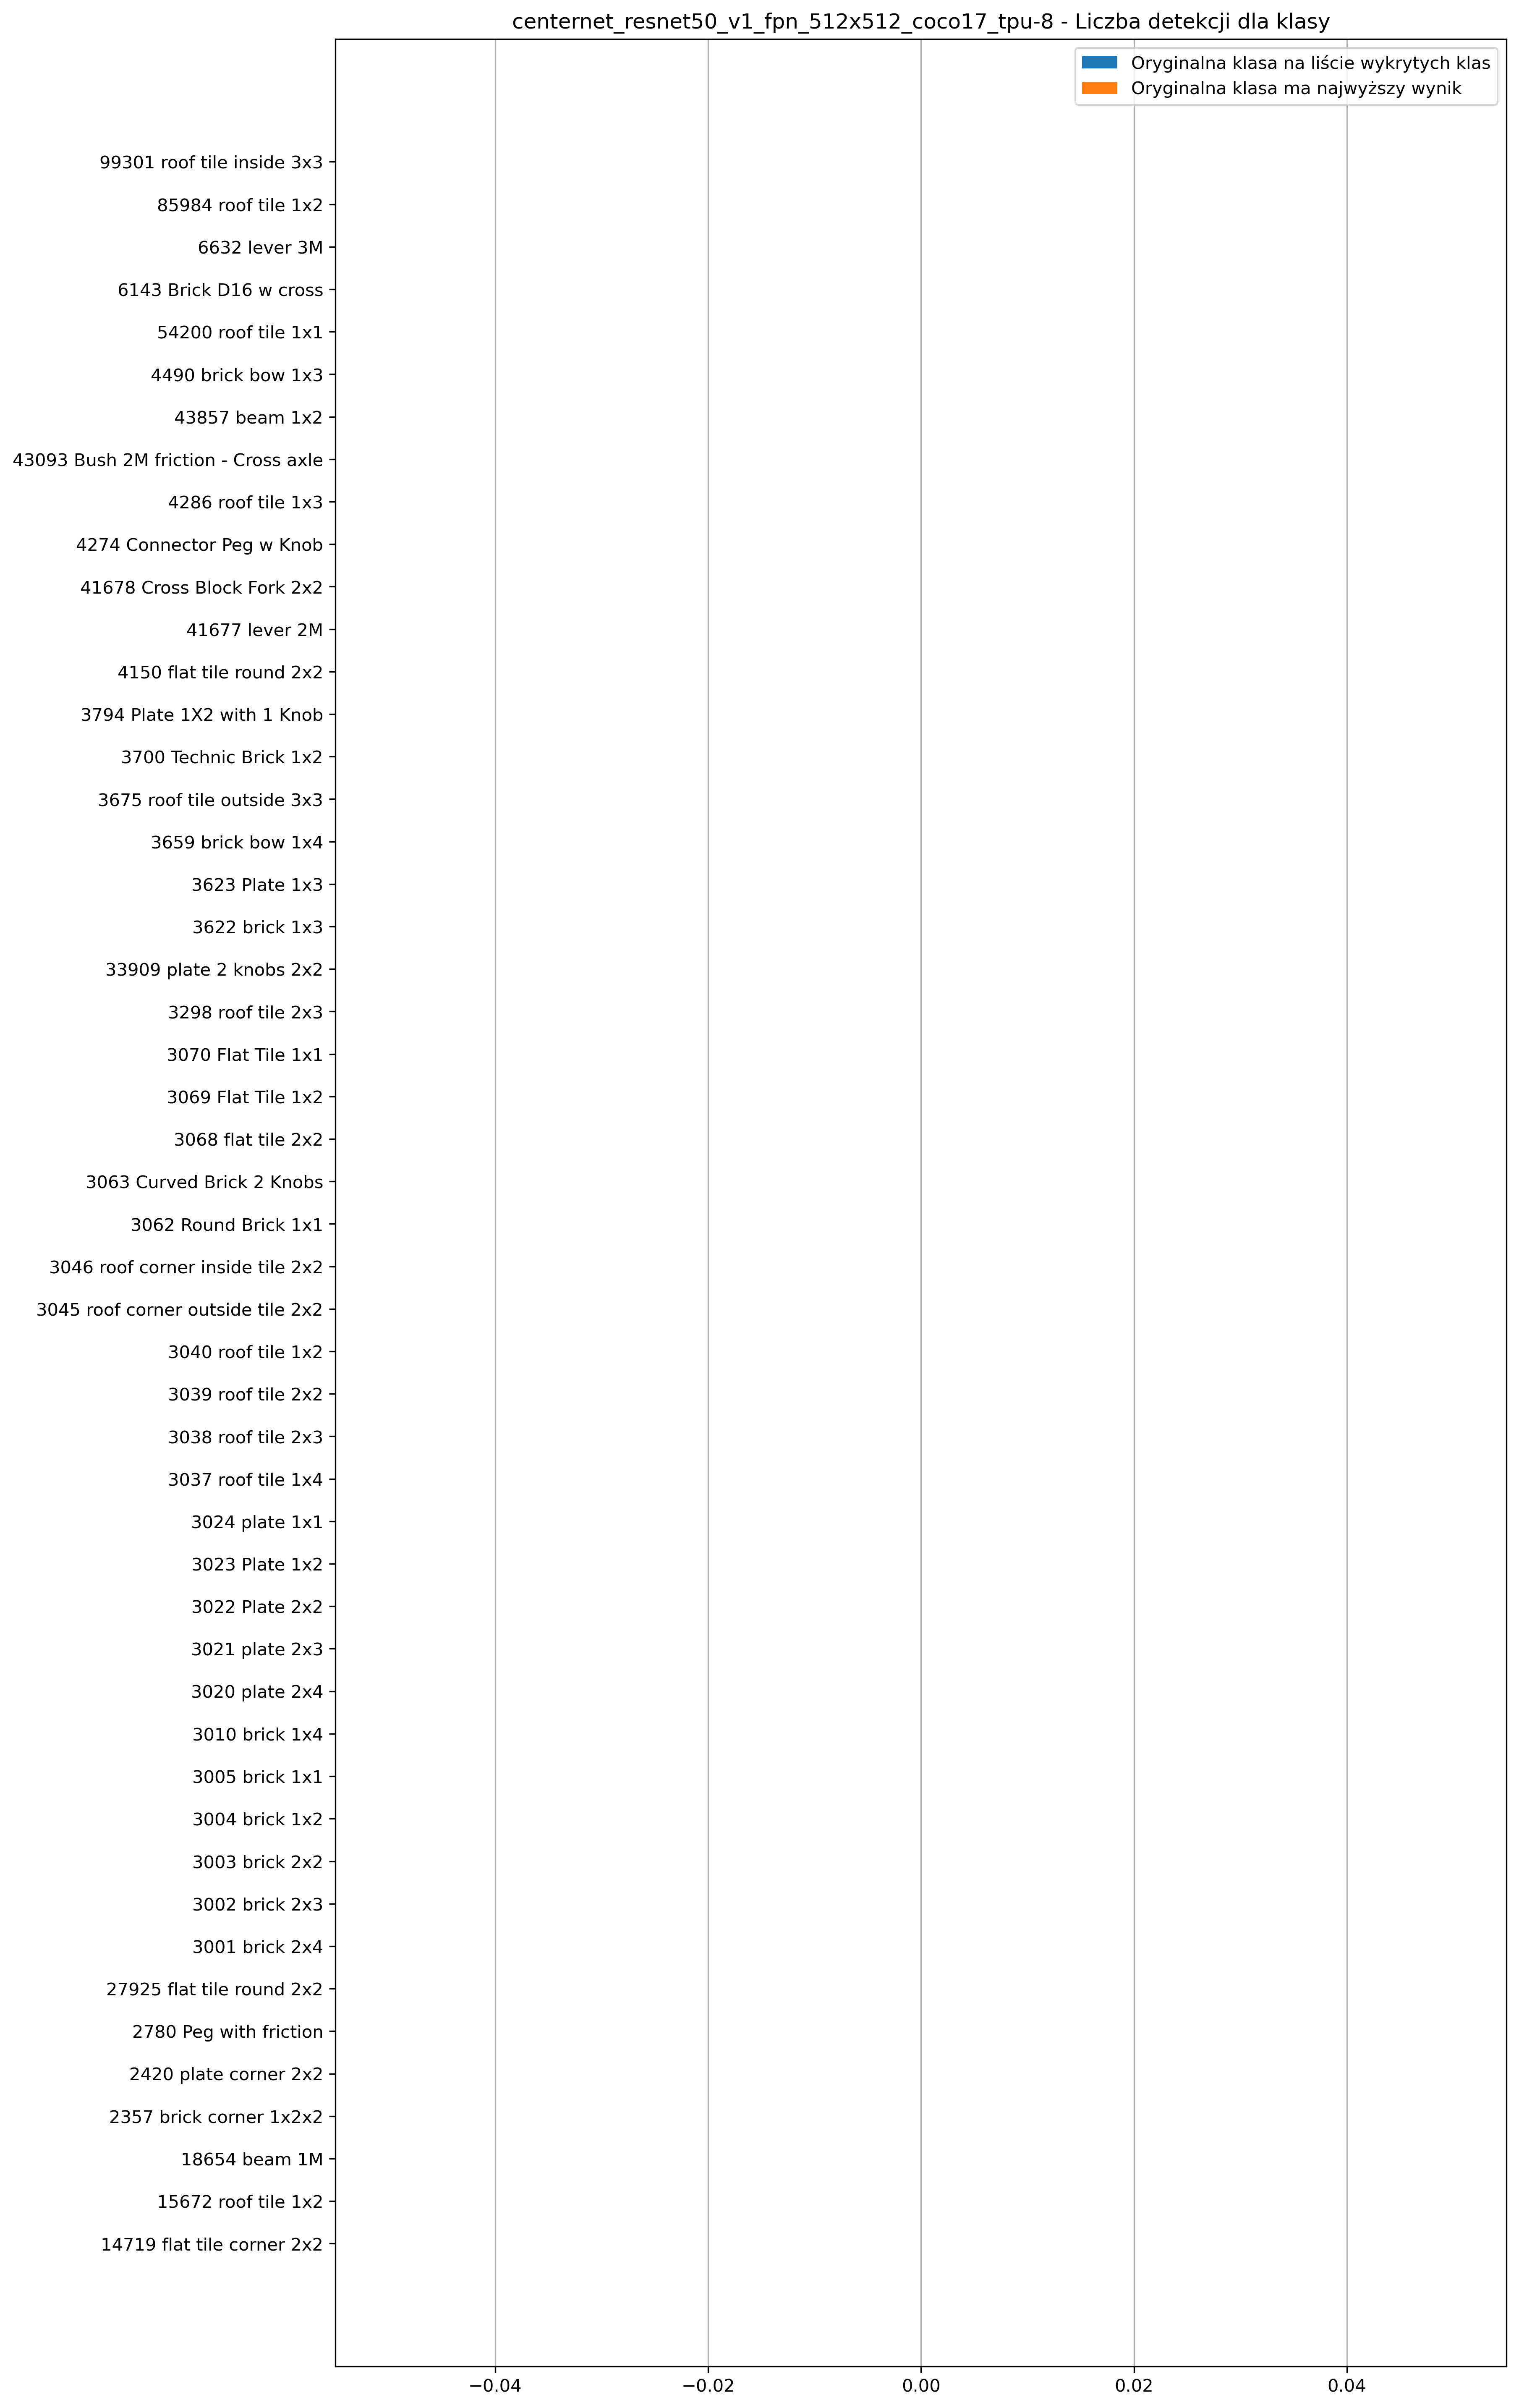 centernet_resnet50_v1_fpn_512x512_coco17_tpu-8 - Liczba detekcji dla klasy
Oryginalna klasa na liście wykrytych klas
Oryginalna klasa ma najwyższy wynik
99301 roof tile inside 3x3
85984 roof tile 1x2
6632 lever 3M
6143 Brick D16 w cross
54200 roof tile 1x1
4490 brick bow 1x3
43857 beam 1x2
43093 Bush 2M friction - Cross axle
4286 roof tile 1x3
4274 Connector Peg w Knob
41678 Cross Block Fork 2x2
41677 lever 2M
4150 flat tile round 2x2
3794 Plate 1X2 with 1 Knob
3700 Technic Brick 1x2
3675 roof tile outside 3x3
3659 brick bow 1x4
3623 Plate 1x3
3622 brick 1x3
33909 plate 2 knobs 2x2
3298 roof tile 2x3
3070 Flat Tile 1x1
3069 Flat Tile 1x2
3068 flat tile 2x2
3063 Curved Brick 2 Knobs
3062 Round Brick 1x1
3046 roof corner inside tile 2x2
3045 roof corner outside tile 2x2
3040 roof tile 1x2
3039 roof tile 2x2
3038 roof tile 2x3
3037 roof tile 1x4
3024 plate 1x1
3023 Plate 1x2
3022 Plate 2x2
3021 plate 2x3
3020 plate 2x4
3010 brick 1x4
3005 brick 1x1
3004 brick 1x2
3003 brick 2x2
3002 brick 2x3
3001 brick 2x4
27925 flat tile round 2x2
2780 Peg with friction
2420 plate corner 2x2
2357 brick corner 1x2x2
18654 beam 1M
15672 roof tile 1x2
14719 flat tile corner 2x2
−0.04 −0.02 0.00 0.02 0.04